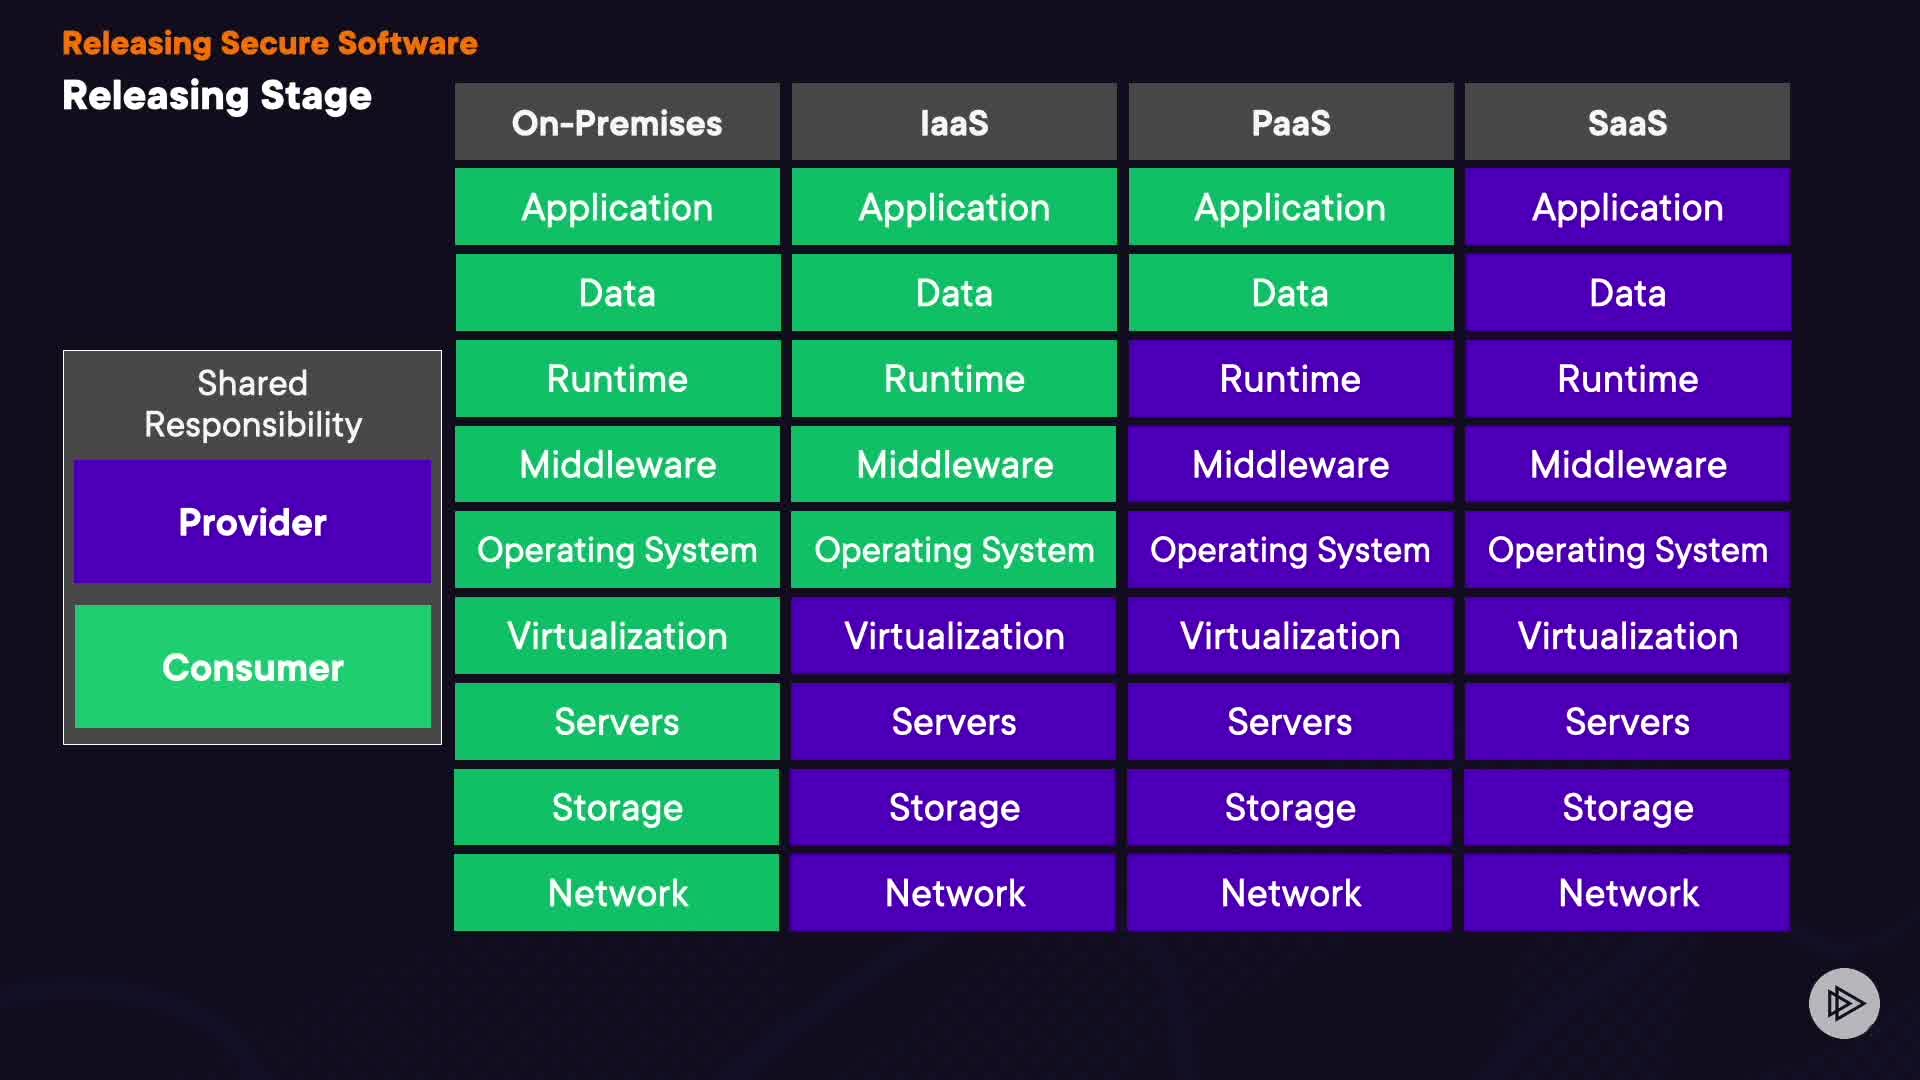 Releasing Secure Software
Releasing Stage
On-Premises IaaS PaaS SaaS
Application Application Application Application
Data Data Data Data
Runtime Runtime Runtime Runtime
Middleware Middleware Middleware Middleware
Operating System Operating System Operating System Operating System
Virtualization Virtualization Virtualization Virtualization
Servers Servers Servers Servers
Storage Storage Storage Storage
Network Network Network Network
Shared
Responsibility
Provider
Consumer